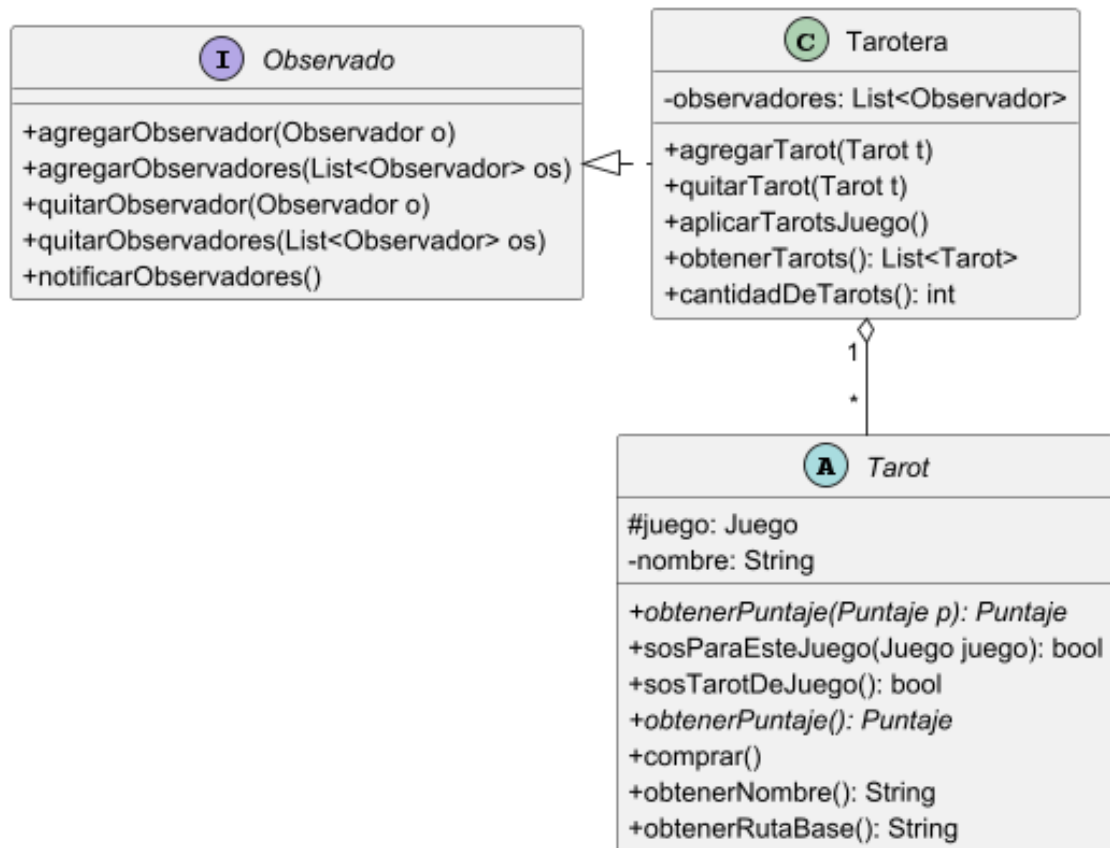 I Observado
+agregarObservador(Observador o)
+agregarObservadores(List<Observador> os)
+quitarObservador(Observador o)
+quitarObservadores(List<Observador> os)
+notificarObservadores()
C Tarotera
-observadores: List<Observador>
+agregarTarot(Tarot t)
+quitarTarot(Tarot t)
+aplicarTarotsJuego()
+obtenerTarots(): List<Tarot>
+cantidadDeTarots(): int
1
*
A Tarot
#juego: Juego
-nombre: String
+obtenerPuntaje(Puntaje p): Puntaje
+sosParaEsteJuego(Juego juego): bool
+sosTarotDeJuego(): bool
+obtenerPuntaje(): Puntaje
+comprar()
+obtenerNombre(): String
+obtenerRutaBase(): String